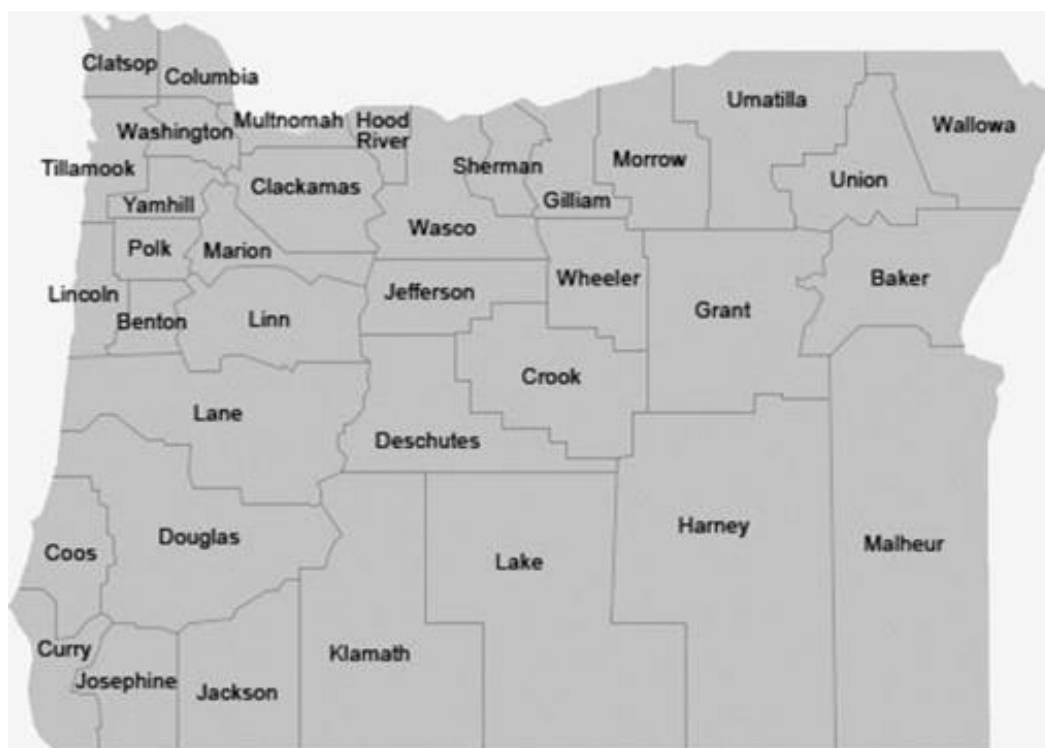 Clatsop
Columbia
Washington
Multnomah
Hood
River
Tillamook
Yamhill
Clackamas
Sherman
Gilliam
Morrow
Umatilla
Union
Wallowa
Polk
Marion
Wasco
Lincoln
Benton
Linn
Jefferson
Wheeler
Grant
Baker
Crook
Lane
Deschutes
Coos
Douglas
Lake
Harney
Malheur
Curry
Josephine
Jackson
Klamath